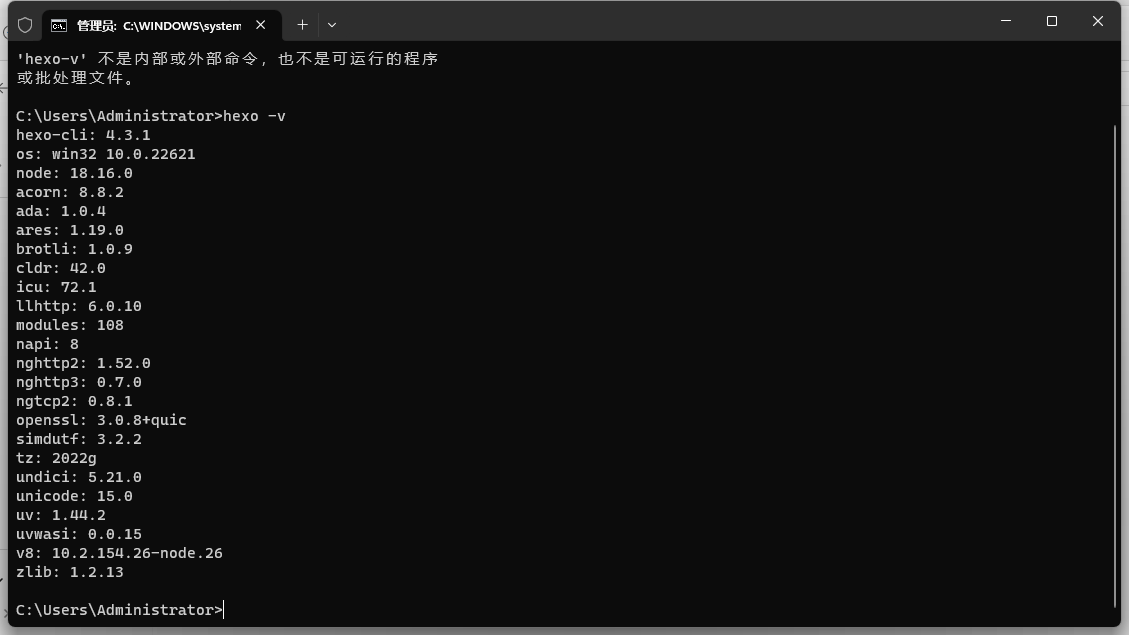 管理员: C:\WINDOWS\system
'hexo-v' 不是内部或外部命令，也不是可运行的程序
或批处理文件。
C:\Users\Administrator>hexo -v
hexo-cli: 4.3.1
os: win32 10.0.22621
node: 18.16.0
acorn: 8.8.2
ada: 1.0.4
ares: 1.19.0
brotli: 1.0.9
cldr: 42.0
icu: 72.1
llhttp: 6.0.10
modules: 108
napi: 8
nghttp2: 1.52.0
nghttp3: 0.7.0
ngtcp2: 0.8.1
openssl: 3.0.8+quic
simdutf: 3.2.2
tz: 2022g
undici: 5.21.0
unicode: 15.0
uv: 1.44.2
uvwasi: 0.0.15
v8: 10.2.154.26-node.26
zlib: 1.2.13
C:\Users\Administrator>